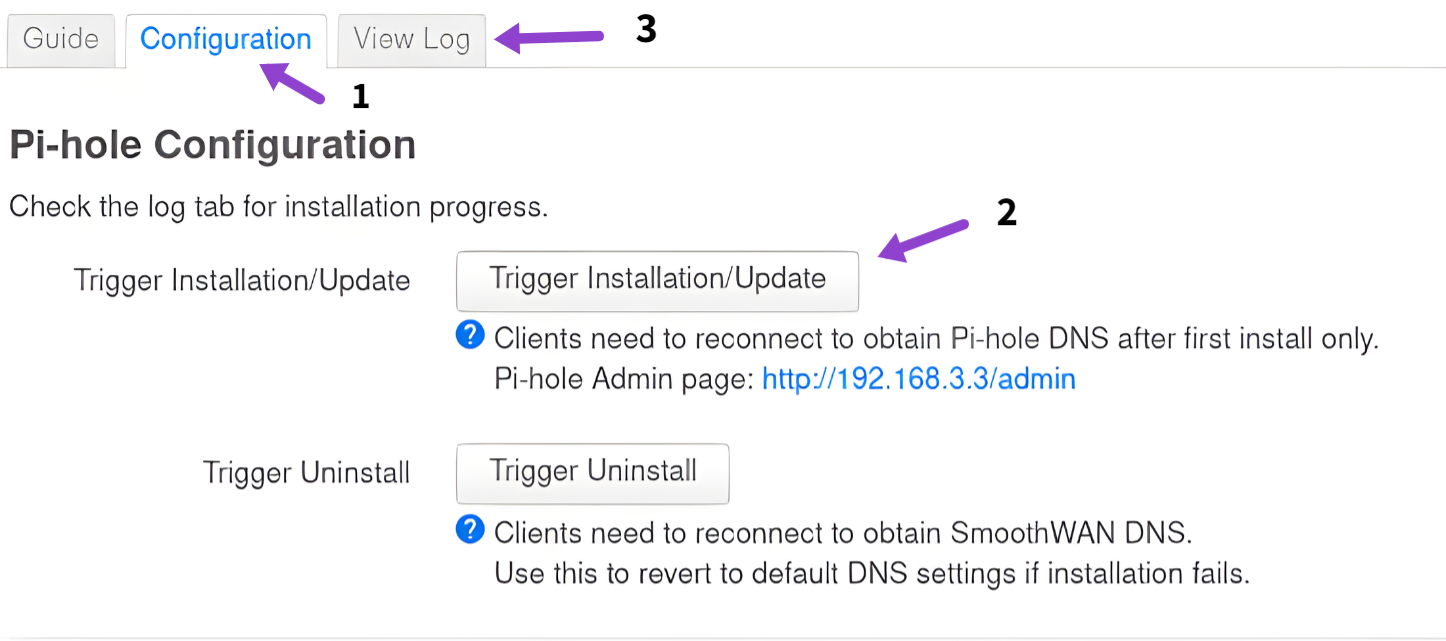 Guide Configuration View Log 3
1
Pi-hole Configuration
Check the log tab for installation progress.
2
Trigger Installation/Update Trigger Installation/Update
? Clients need to reconnect to obtain Pi-hole DNS after first install only.
Pi-hole Admin page: http://192.168.3.3/admin
Trigger Uninstall Trigger Uninstall
? Clients need to reconnect to obtain SmoothWAN DNS.
Use this to revert to default DNS settings if installation fails.